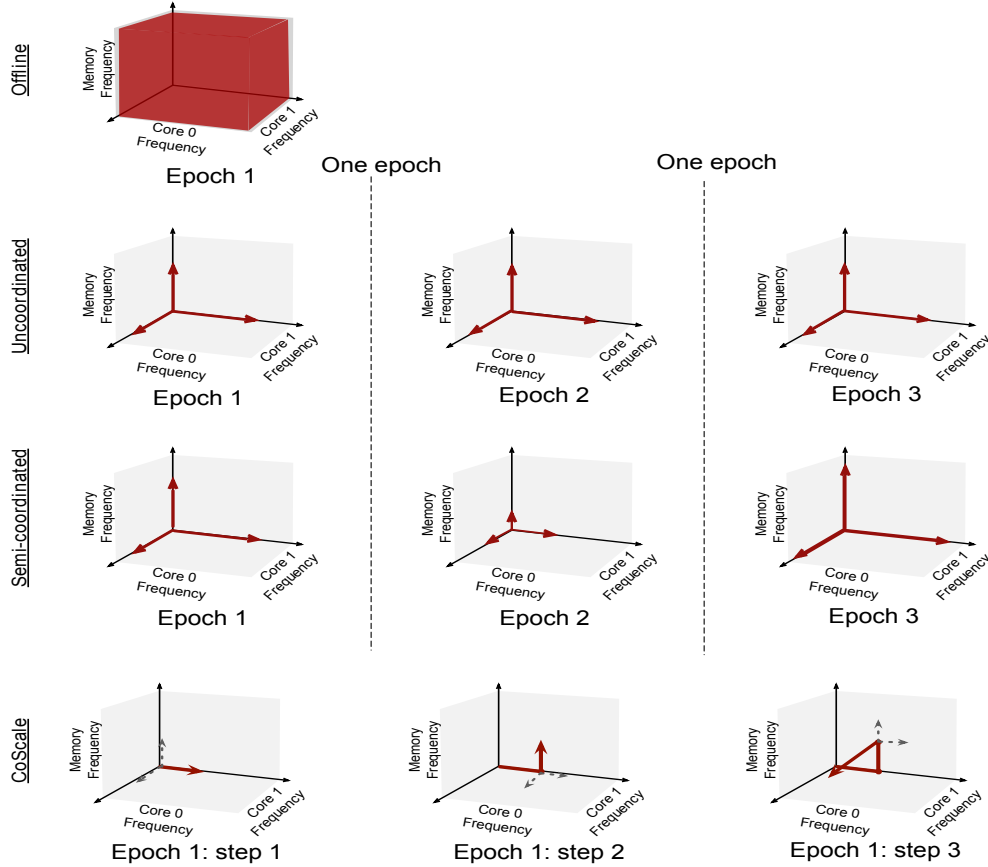 Offline
Memory
Frequency
Core 0
Frequency
Core 1
Frequency
Epoch 1
One epoch
One epoch
Uncoordinated
Memory
Frequency
Core 0
Frequency
Core 1
Frequency
Epoch 1
Memory
Frequency
Core 0
Frequency
Core 1
Frequency
Epoch 2
Memory
Frequency
Core 0
Frequency
Core 1
Frequency
Epoch 3
Semi-coordinated
Memory
Frequency
Core 0
Frequency
Core 1
Frequency
Epoch 1
Memory
Frequency
Core 0
Frequency
Core 1
Frequency
Epoch 2
Memory
Frequency
Core 0
Frequency
Core 1
Frequency
Epoch 3
CoScale
Memory
Frequency
Core 0
Frequency
Core 1
Frequency
Epoch 1: step 1
Memory
Frequency
Core 0
Frequency
Core 1
Frequency
Epoch 1: step 2
Memory
Frequency
Core 0
Frequency
Core 1
Frequency
Epoch 1: step 3